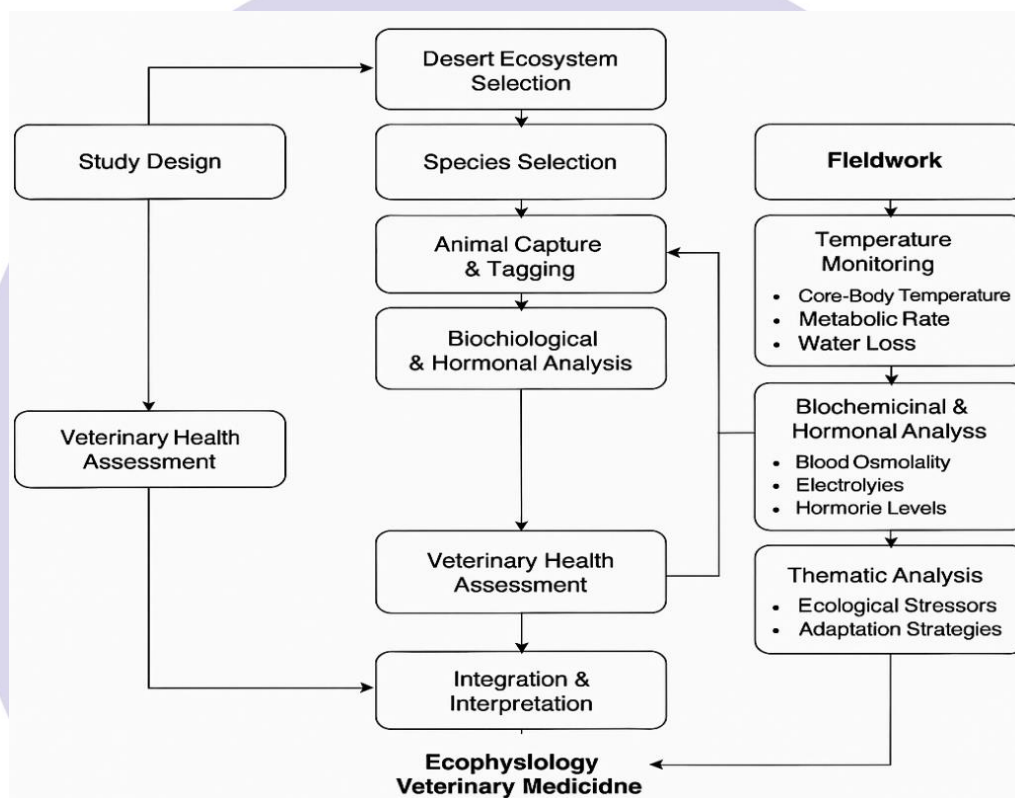 Desert Ecosystem
Selection
Study Design
Species Selection
Fleldwork
Animal Capture
& Tagging
Temperature
Monitoring
• Core-Body Temperature
• Metabolic Rate
• Water Loss
Biochiological
& Hormonal Analysis
Veterinary Health
Assessment
Blochemicinal &
Hormonal Analyss
• Blood Osmolality
• Electrolyies
• Hormorie Levels
Veterinary Health
Assessment
Thematic Analysis
• Ecological Stressors
• Adaptation Strategies
Integration &
Interpretation
Ecophyslology
Veterinary Medicidne